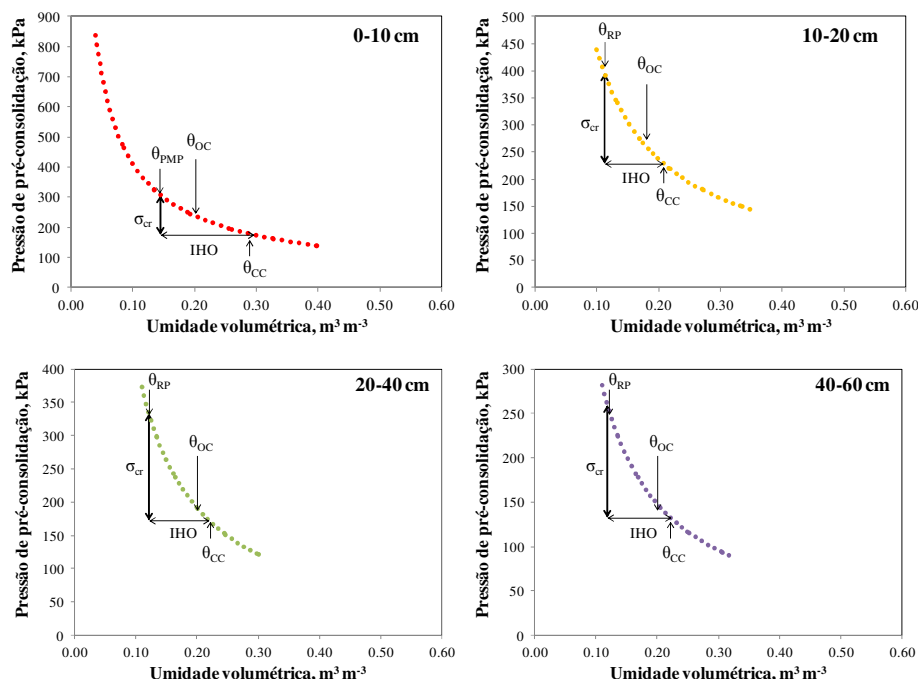 Pressão de pré-consolidação, kPa
900
800
700
600
500
400
300
200
100
0
0-10 cm
θPMP
θOC
σcr
IHO
θCC
0.00 0.10 0.20 0.30 0.40 0.50 0.60
Umidade volumétrica, m³ m⁻³
Pressão de pré-consolidação, kPa
500
450
400
350
300
250
200
150
100
50
0
10-20 cm
θRP
θOC
σcr
IHO
θCC
0.00 0.10 0.20 0.30 0.40 0.50 0.60
Umidade volumétrica, m³ m⁻³
Pressão de pré-consolidação, kPa
400
350
300
250
200
150
100
50
0
20-40 cm
θRP
θOC
σcr
IHO
θCC
0.00 0.10 0.20 0.30 0.40 0.50 0.60
Umidade volumétrica, m³ m⁻³
Pressão de pré-consolidação, kPa
300
250
200
150
100
50
0
40-60 cm
θRP
θOC
σcr
IHO
θCC
0.00 0.10 0.20 0.30 0.40 0.50 0.60
Umidade volumétrica, m³ m⁻³